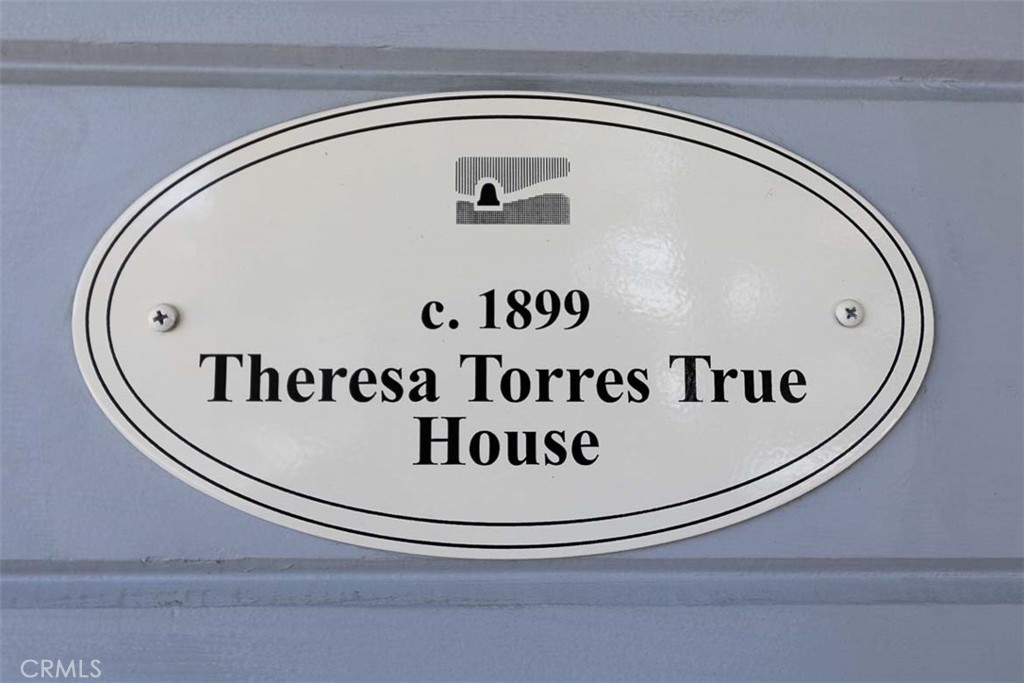 c. 1899
Theresa Torres True
House
CRMLS